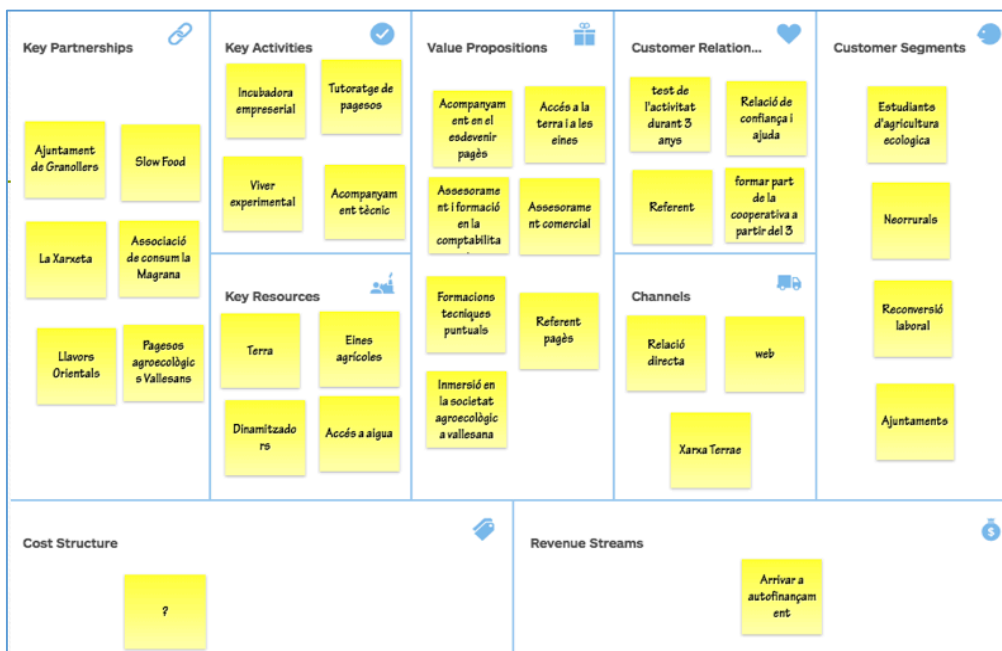 Key Partnerships
Ajuntament
de Granollers
Slow Food
La Xarxeta
Associació
de consum la
Magrana
Llavors
Orientals
Pagesos
agroecològic
s Vallesans
Key Activities
Incubadora
empreserial
Tutoratge de
pagesos
Viver
experimental
Acompanyam
ent tècnic
Key Resources
Terra
Eines
agrícoles
Dinamitzado
rs
Accés a aigua
Value Propositions
Acompanyam
ent en el
esdevenir
pagès
Accés a la
terra i a les
eines
Assesorame
nt i formació
en la
comptabilita
Assesorame
nt comercial
Formacions
tecniques
puntuals
Referent
pagès
Inmersió en
la societat
agroecològic
a vallesana
Customer Relation...
test de
l'activitat
durant 3
anys
Relació de
confiança i
ajuda
Referent
formar part
de la
cooperativa a
partir del 3
Channels
Relació
directa
web
Xarxa Terrae
Customer Segments
Estudiants
d'agricultura
ecologica
Neorrurals
Reconversió
laboral
Ajuntaments
Cost Structure
?
Revenue Streams
Arrivar a
autofinançam
ent